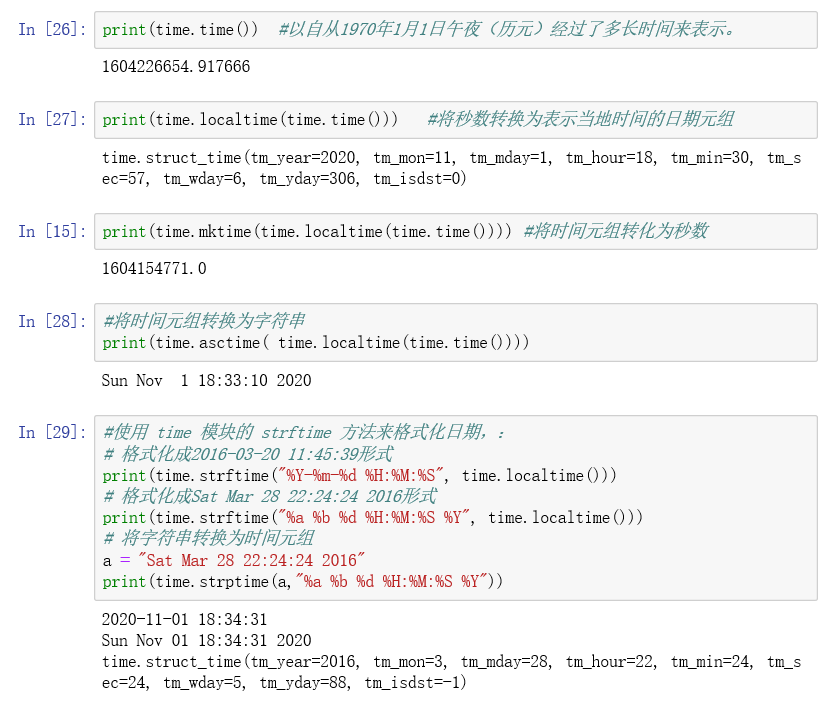 In [26]: print(time.time())  #以自从1970年1月1日午夜（历元）经过了多长时间来表示。
1604226654.917666
In [27]: print(time.localtime(time.time()))   #将秒数转换为表示当地时间的日期元组
time.struct_time(tm_year=2020, tm_mon=11, tm_mday=1, tm_hour=18, tm_min=30, tm_s
ec=57, tm_wday=6, tm_yday=306, tm_isdst=0)
In [15]: print(time.mktime(time.localtime(time.time()))) #将时间元组转化为秒数
1604154771.0
In [28]: #将时间元组转换为字符串
print(time.asctime( time.localtime(time.time())))
Sun Nov  1 18:33:10 2020
In [29]: #使用 time 模块的 strftime 方法来格式化日期，：
# 格式化成2016-03-20 11:45:39形式
print(time.strftime("%Y-%m-%d %H:%M:%S", time.localtime()))
# 格式化成Sat Mar 28 22:24:24 2016形式
print(time.strftime("%a %b %d %H:%M:%S %Y", time.localtime()))
# 将字符串转换为时间元组
a = "Sat Mar 28 22:24:24 2016"
print(time.strptime(a,"%a %b %d %H:%M:%S %Y"))
2020-11-01 18:34:31
Sun Nov 01 18:34:31 2020
time.struct_time(tm_year=2016, tm_mon=3, tm_mday=28, tm_hour=22, tm_min=24, tm_s
ec=24, tm_wday=5, tm_yday=88, tm_isdst=-1)